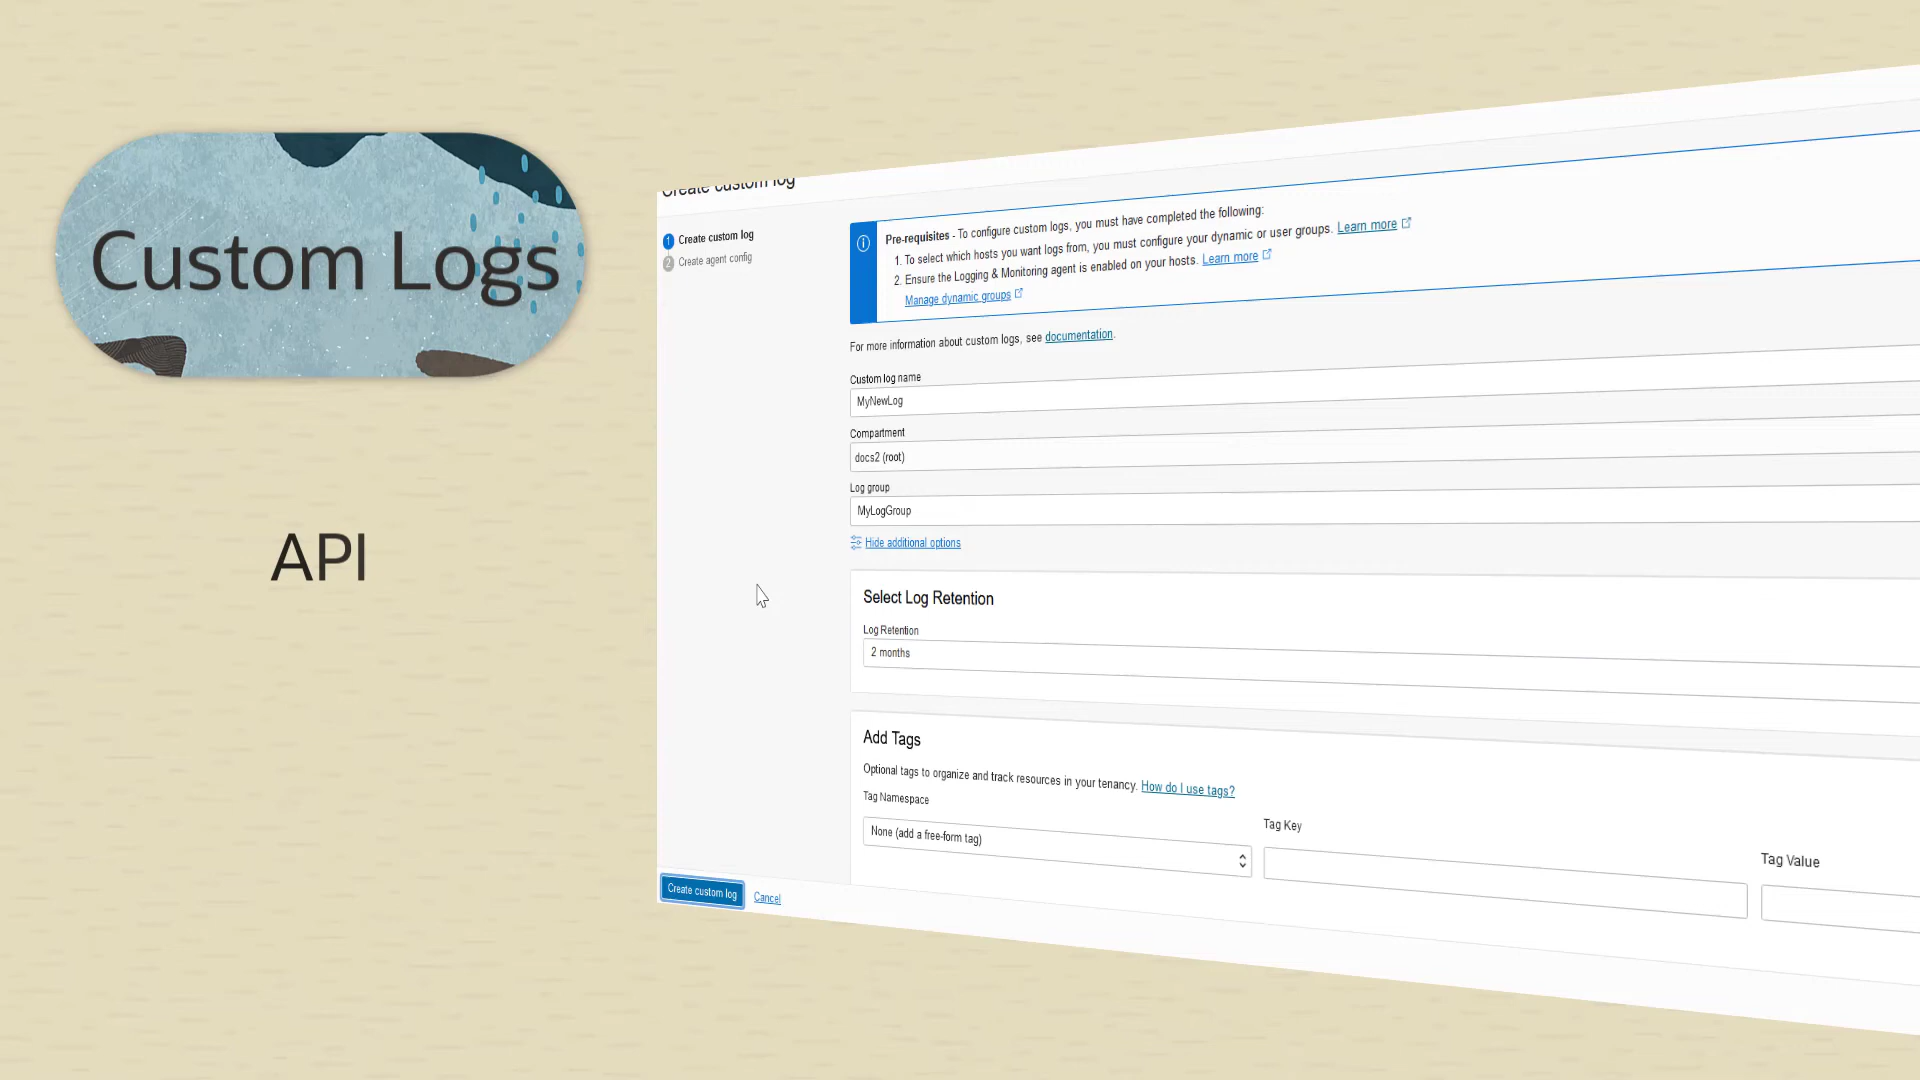 Custom Logs
API
Create custom log
1 Create custom log
2 Create agent config
Pre-requisites - To configure custom logs, you must have completed the following:
1. To select which hosts you want logs from, you must configure your dynamic or user groups. Learn more
2. Ensure the Logging & Monitoring agent is enabled on your hosts. Learn more
Manage dynamic groups
For more information about custom logs, see documentation.
Custom log name
MyNewLog
Compartment
docs2 (root)
Log group
MyLogGroup
Hide additional options
Select Log Retention
Log Retention
2 months
Add Tags
Optional tags to organize and track resources in your tenancy. How do I use tags?
Tag Namespace
None (add a free-form tag)
Tag Key
Tag Value
Create custom log
Cancel